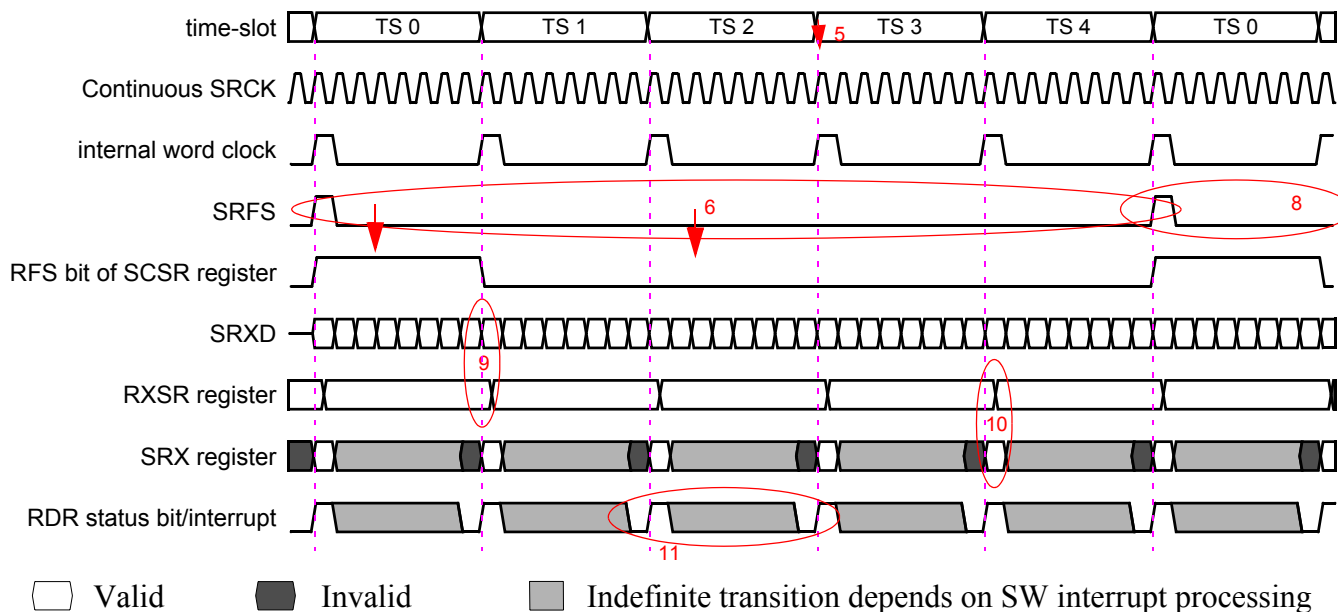 time-slot TS 0 TS 1 TS 2 TS 3 TS 4 TS 0
5
Continuous SRCK
internal word clock
SRFS 6 8
RFS bit of SCSR register
SRXD
9
RXSR register
10
SRX register
RDR status bit/interrupt
11
Valid Invalid Indefinite transition depends on SW interrupt processing